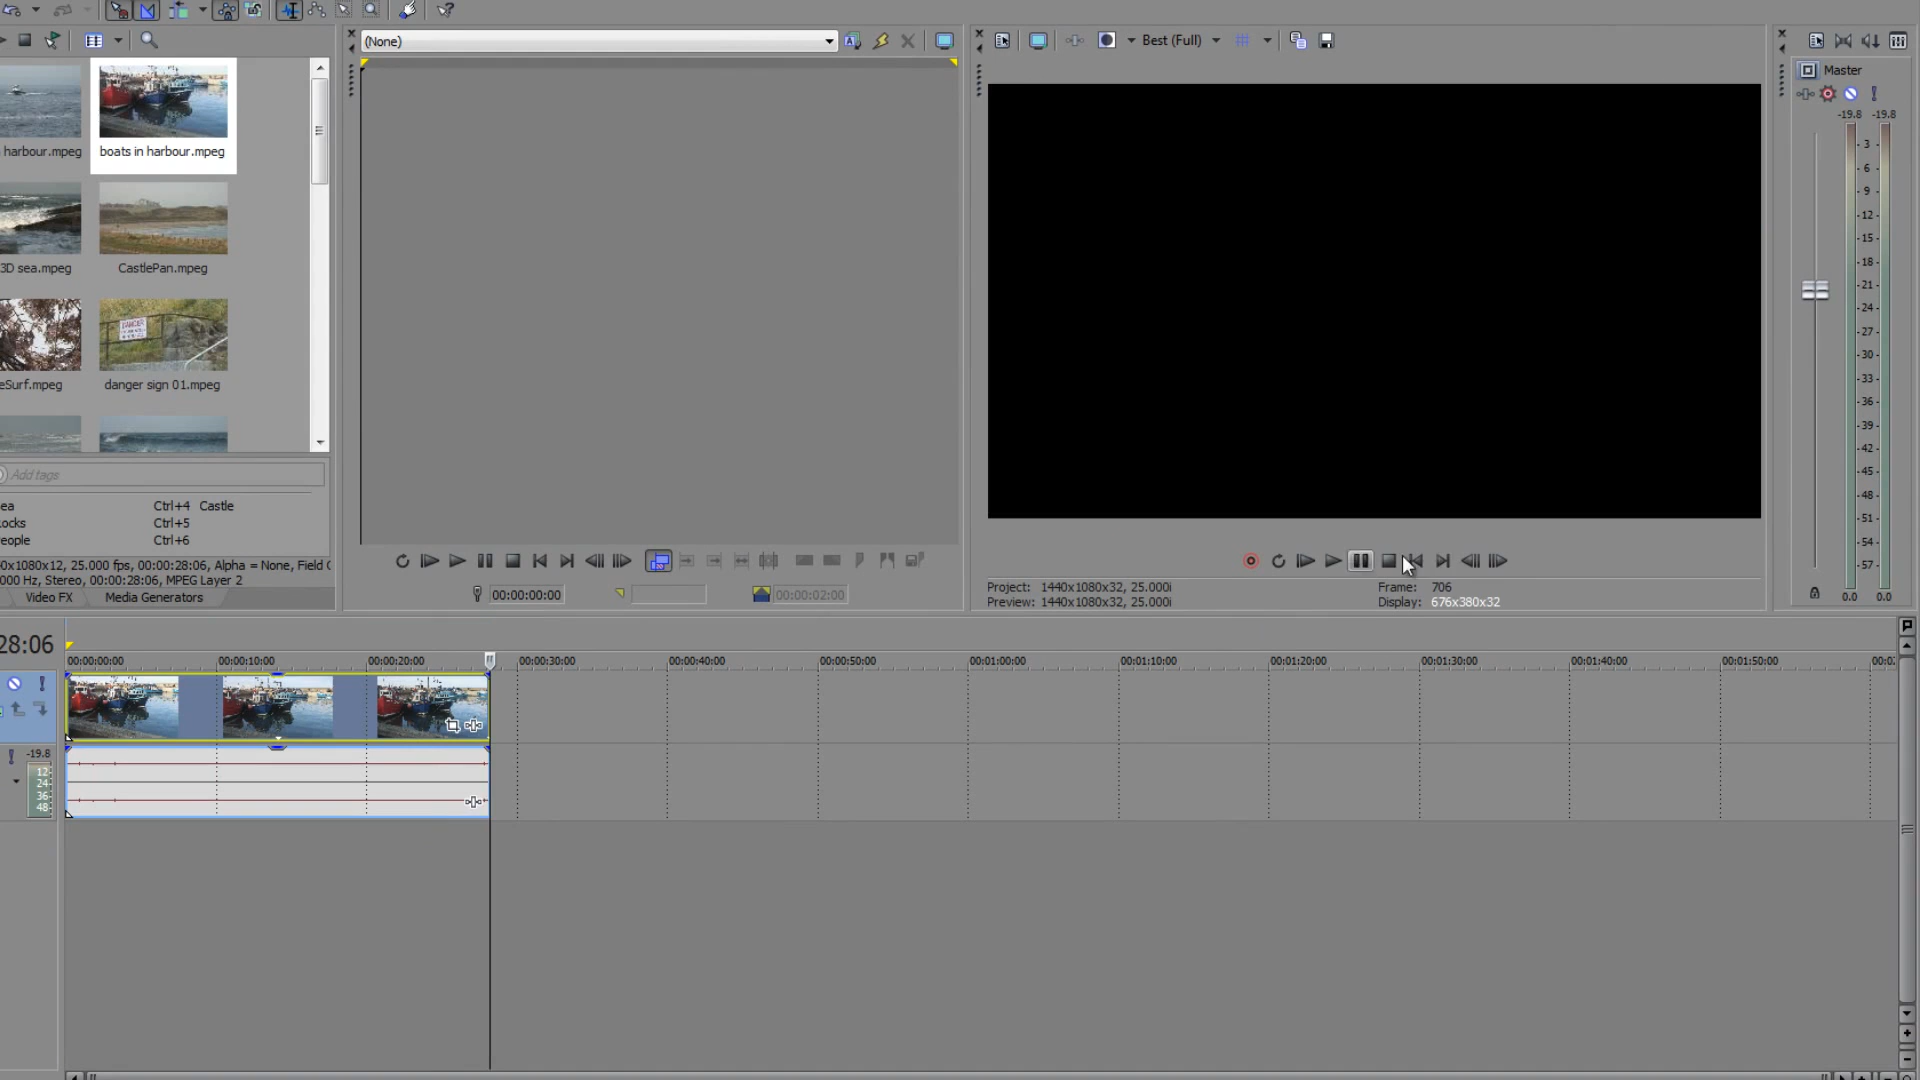 (None)
Best (Full)
Master
-19.8 -19.8
harbour.mpeg
boats in harbour.mpeg
3D sea.mpeg
CastlePan.mpeg
DANGER
eSurf.mpeg
danger sign 01.mpeg
Add tags
ea
Ctrl+4 Castle
ocks
Ctrl+5
eople
Ctrl+6
0x1080x12, 25.000 fps, 00:00:28:06, Alpha = None, Field
000 Hz, Stereo, 00:00:28:06, MPEG Layer 2
Video FX
Media Generators
00:00:00:00
00:00:02:00
Project: 1440x1080x32, 25.000i
Preview: 1440x1080x32, 25.000i
Frame: 706
Display: 676x380x32
3
6
9
12
15
18
21
24
27
30
33
36
39
42
45
48
51
54
57
0.0 0.0
28:06
00:00:00:00
00:00:10:00
00:00:20:00
00:00:30:00
00:00:40:00
00:00:50:00
00:01:00:00
00:01:10:00
00:01:20:00
00:01:30:00
00:01:40:00
00:01:50:00
00:0
-19.8
12
24
36
48